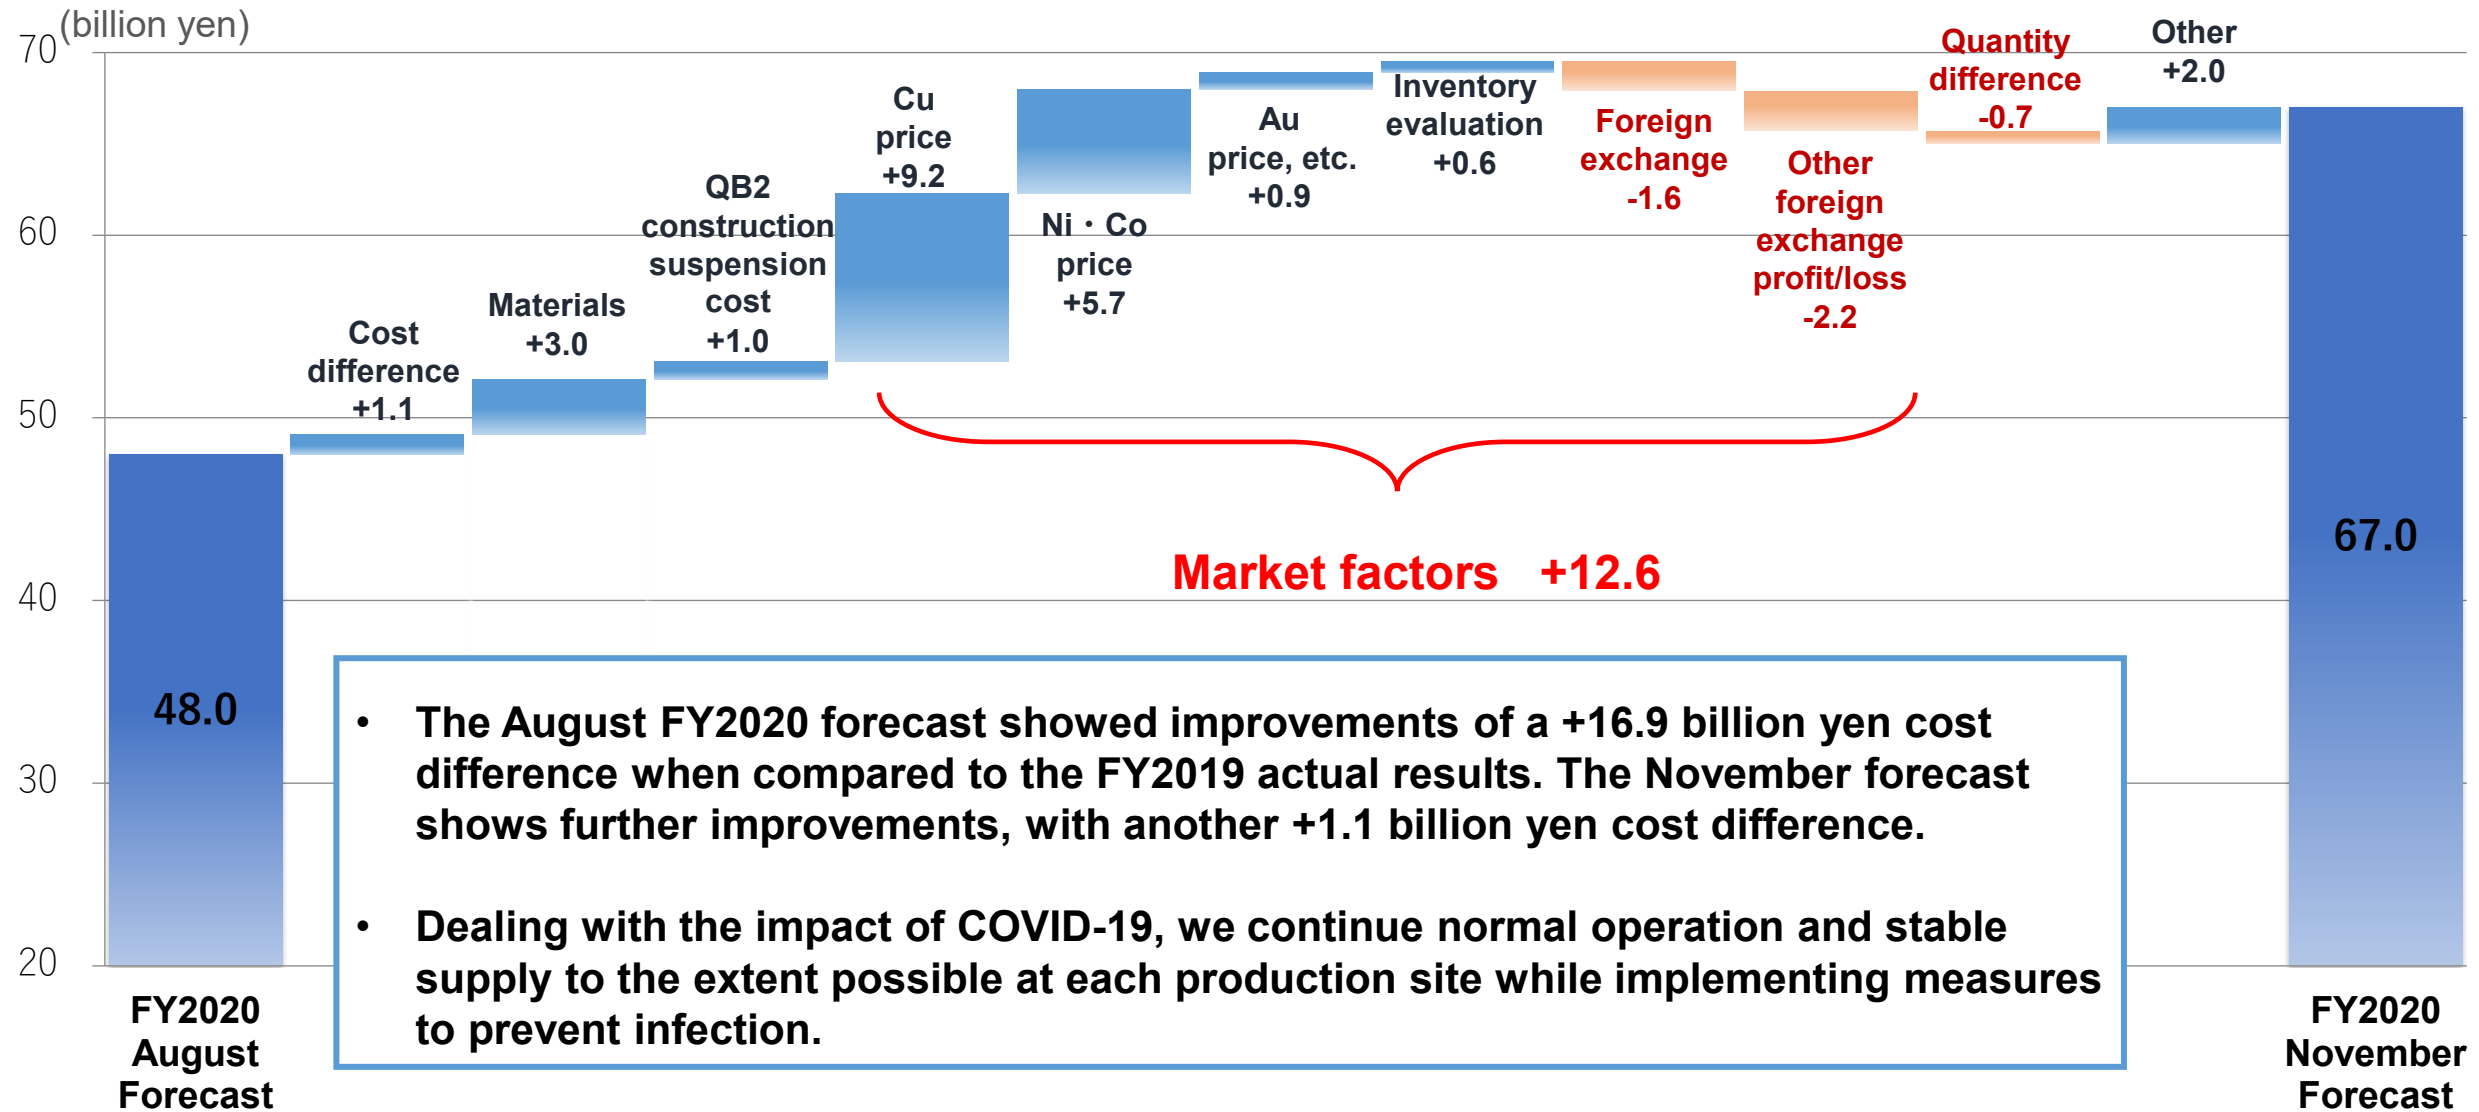 (billion yen)
70
60
50
40
30
20
48.0
FY2020
August
Forecast
Cost
difference
+1.1
Materials
+3.0
QB2
construction
suspension
cost
+1.0
Cu
price
+9.2
Ni・Co
price
+5.7
Au
price, etc.
+0.9
Inventory
evaluation
+0.6
Foreign
exchange
-1.6
Other
foreign
exchange
profit/loss
-2.2
Quantity
difference
-0.7
Other
+2.0
67.0
FY2020
November
Forecast
Market factors +12.6
• The August FY2020 forecast showed improvements of a +16.9 billion yen cost
difference when compared to the FY2019 actual results. The November forecast
shows further improvements, with another +1.1 billion yen cost difference.
• Dealing with the impact of COVID-19, we continue normal operation and stable
supply to the extent possible at each production site while implementing measures
to prevent infection.